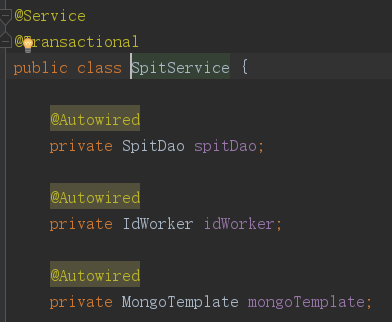 @Service
@Transactional
public class SpitService {
@Autowired
private SpitDao spitDao;
@Autowired
private IdWorker idWorker;
@Autowired
private MongoTemplate mongoTemplate;